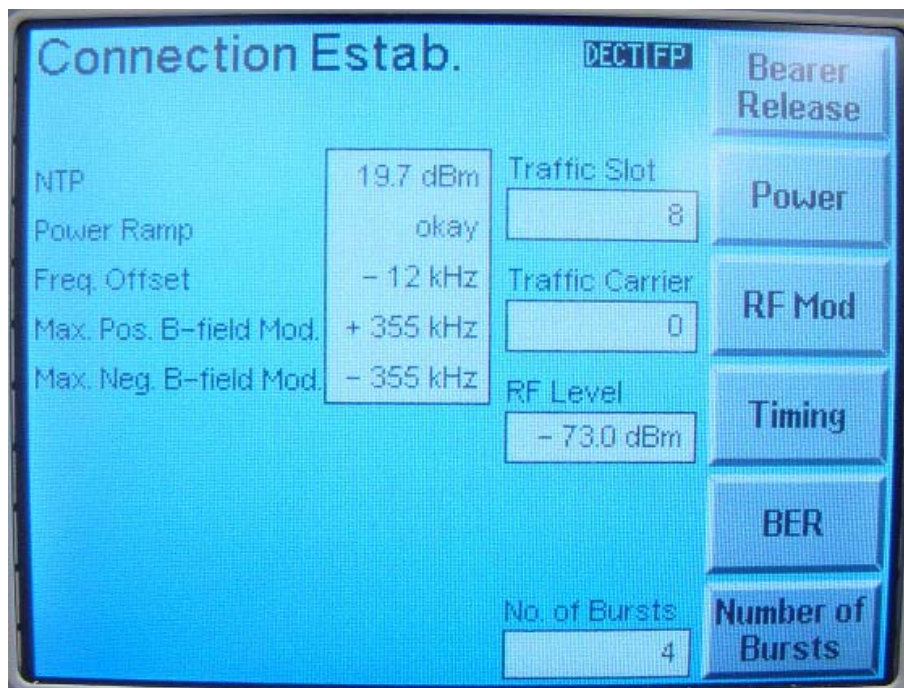 Connection Estab. DECT FP
NTP 19.7 dBm
Power Ramp okay
Freq. Offset - 12 kHz
Max. Pos. B-field Mod. + 355 kHz
Max. Neg. B-field Mod. - 355 kHz
Traffic Slot
8
Traffic Carrier
0
RF Level
- 73.0 dBm
No. of Bursts
4
Bearer
Release
Power
RF Mod
Timing
BER
Number of
Bursts